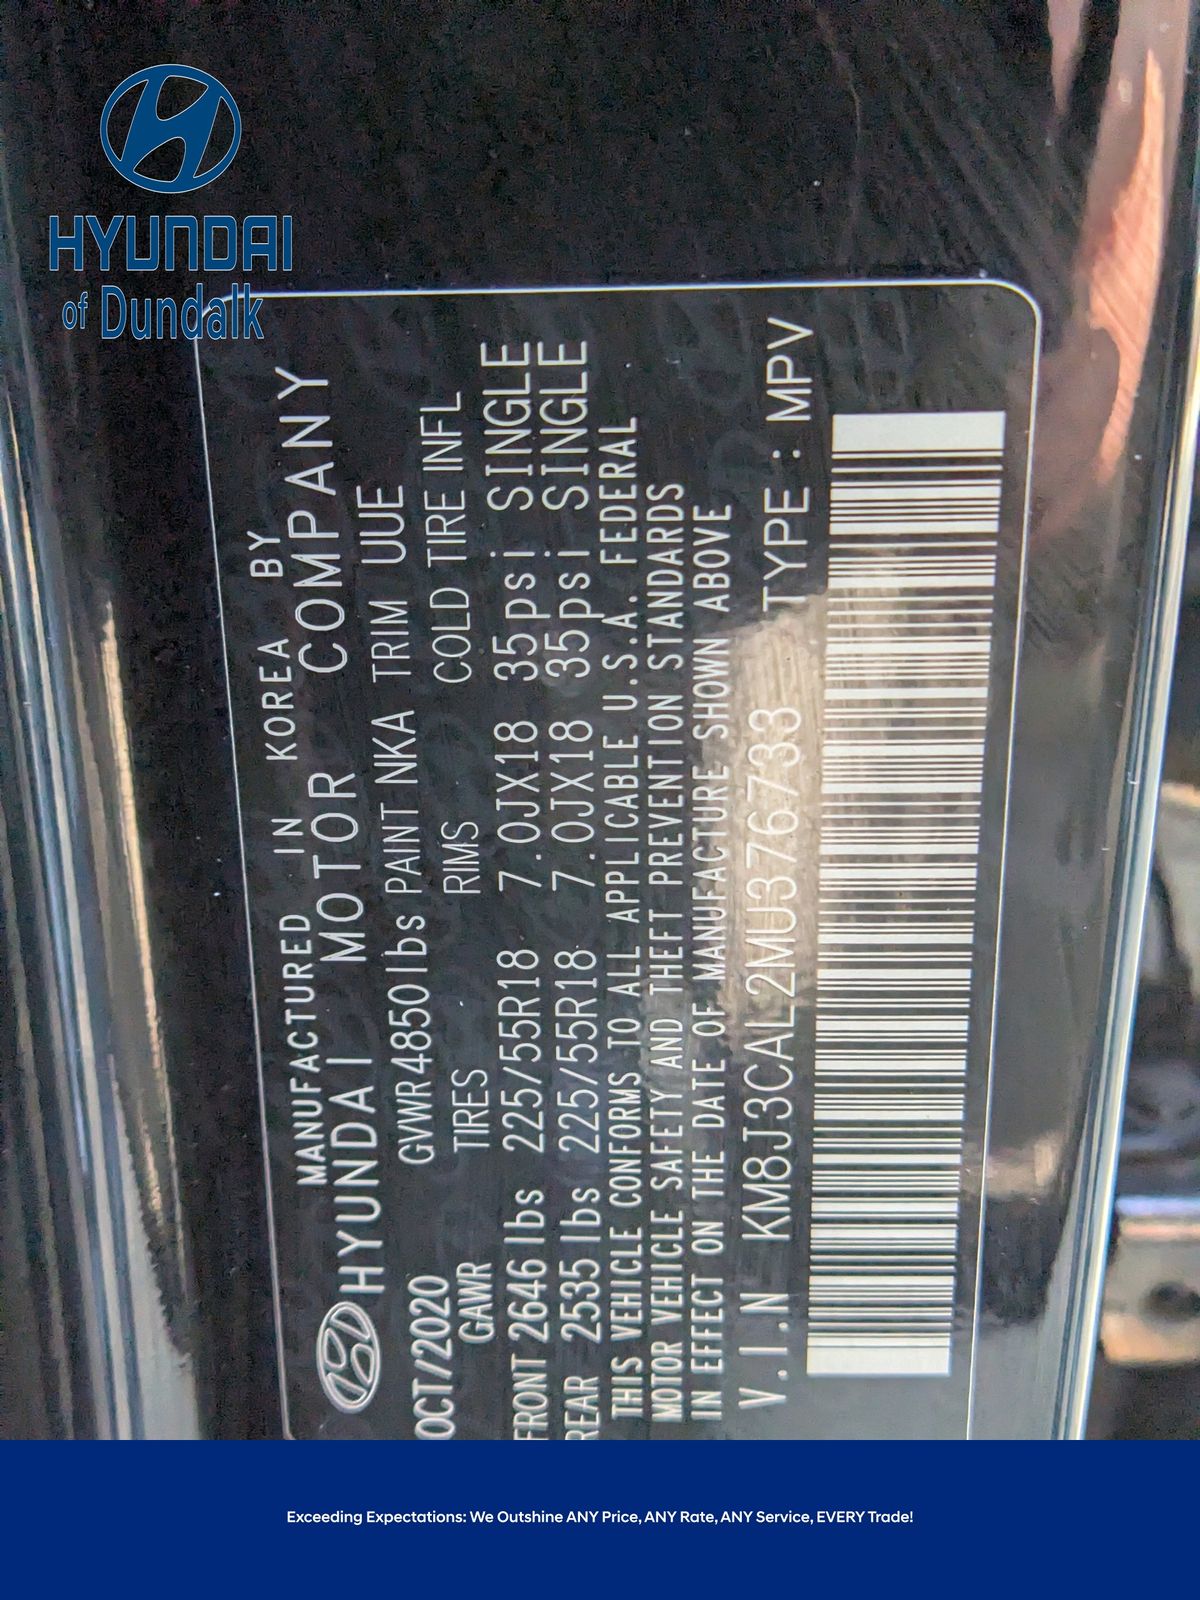 HYUNDAI
of Dundalk
MANUFACTURED IN KOREA BY
HYUNDAI MOTOR COMPANY
OCT/2020 GVWR 4850lbs PAINT NKA TRIM UUE
GAWR TIRES RIMS COLD TIRE INFL
FRONT 2646 lbs 225/55R18 7.0JX18 35psi SINGLE
REAR 2535 lbs 225/55R18 7.0JX18 35psi SINGLE
THIS VEHICLE CONFORMS TO ALL APPLICABLE U.S.A. FEDERAL
MOTOR VEHICLE SAFETY AND THEFT PREVENTION STANDARDS
IN EFFECT ON THE DATE OF MANUFACTURE SHOWN ABOVE
V.I.N KM8J3CAL2MU376733 TYPE : MPV
Exceeding Expectations: We Outshine ANY Price, ANY Rate, ANY Service, EVERY Trade!